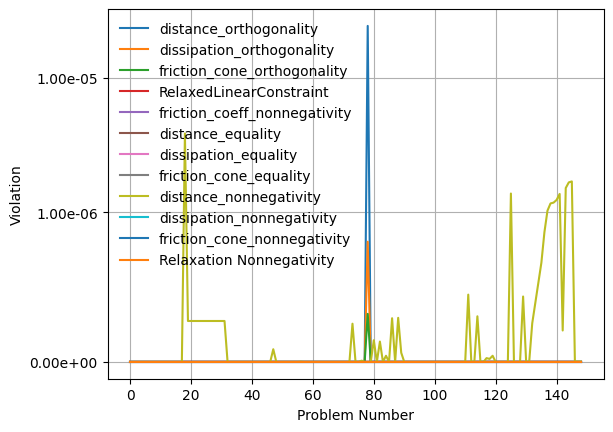 distance_orthogonality
dissipation_orthogonality
friction_cone_orthogonality
RelaxedLinearConstraint
friction_coeff_nonnegativity
distance_equality
dissipation_equality
friction_cone_equality
distance_nonnegativity
dissipation_nonnegativity
friction_cone_nonnegativity
Relaxation Nonnegativity
1.00e-05
1.00e-06
0.00e+00
Violation
0 20 40 60 80 100 120 140
Problem Number